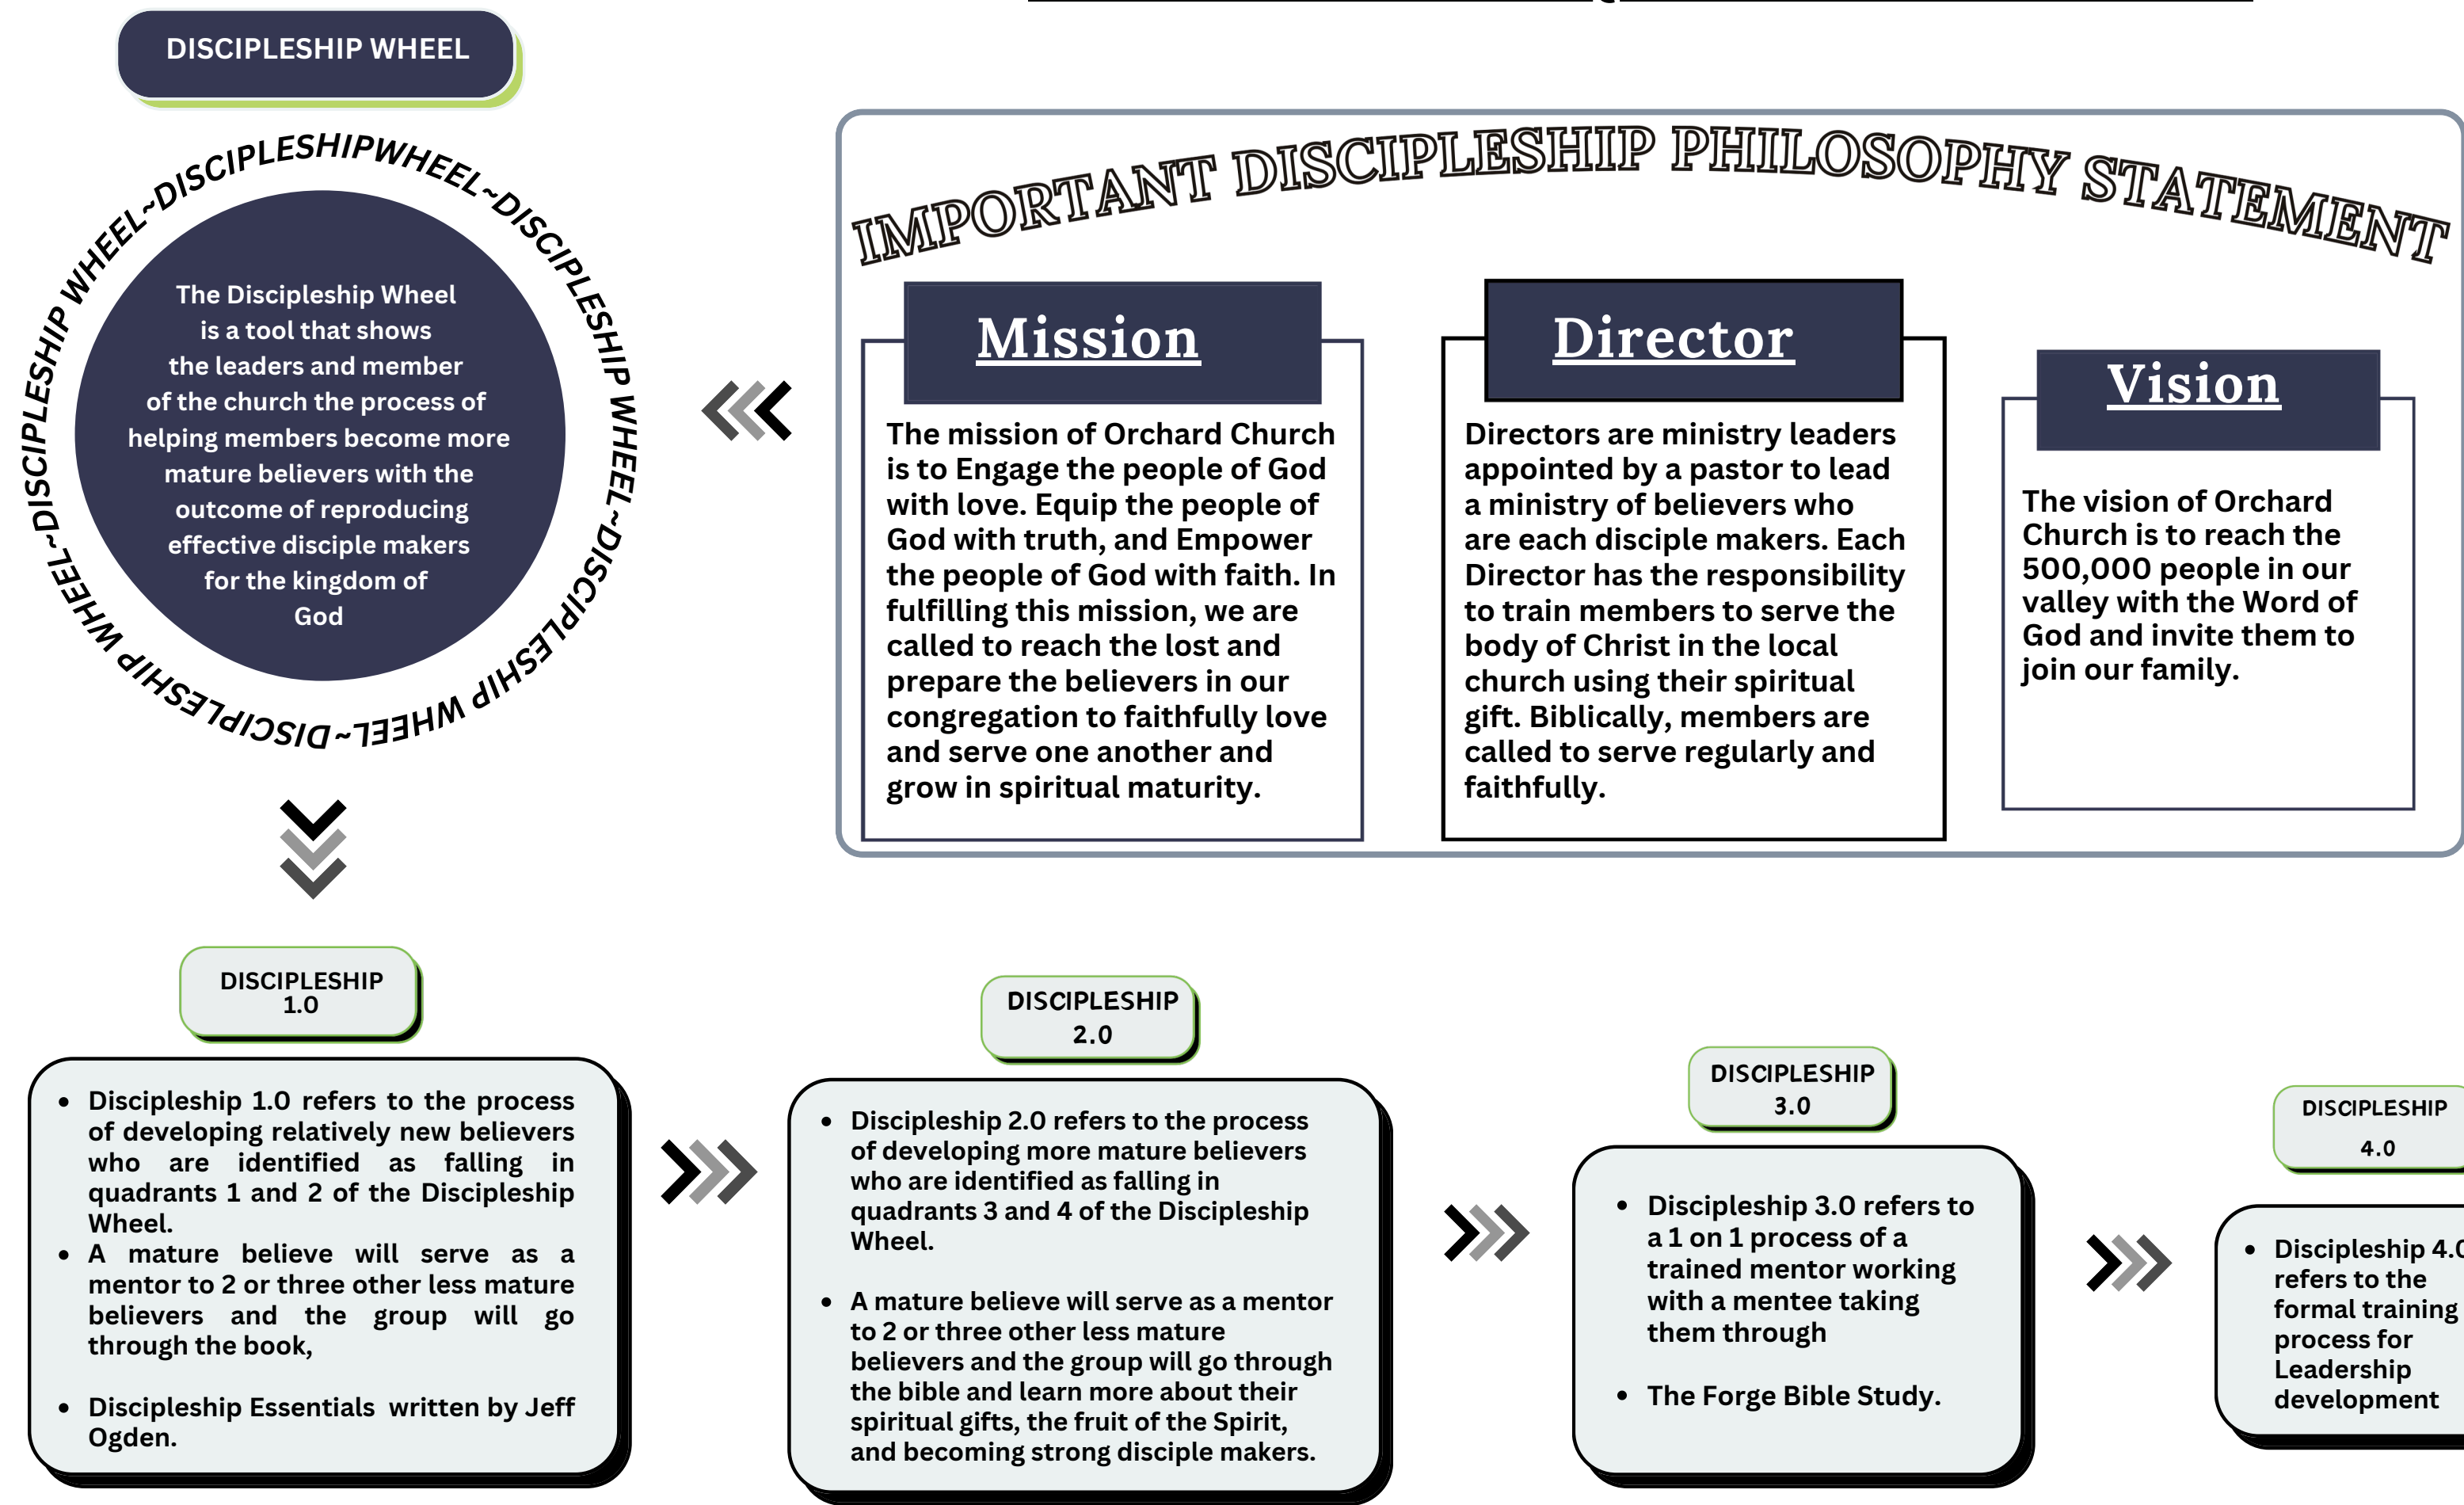 DISCIPLESHIP WHEEL
DISCIPLESHIPWHEEL~DISCIPLESHIP WHEEL~DISCIPLESHIP WHEEL~DISCIPLESHIP WHEEL~DISCIPLESHIP WHEEL~
The Discipleship Wheel
is a tool that shows
the leaders and member
of the church the process of
helping members become more
mature believers with the
outcome of reproducing
effective disciple makers
for the kingdom of
God
IMPORTANT DISCIPLESHIP PHILOSOPHY STATEMENT
Mission
The mission of Orchard Church
is to Engage the people of God
with love. Equip the people of
God with truth, and Empower
the people of God with faith. In
fulfilling this mission, we are
called to reach the lost and
prepare the believers in our
congregation to faithfully love
and serve one another and
grow in spiritual maturity.
Director
Directors are ministry leaders
appointed by a pastor to lead
a ministry of believers who
are each disciple makers. Each
Director has the responsibility
to train members to serve the
body of Christ in the local
church using their spiritual
gift. Biblically, members are
called to serve regularly and
faithfully.
Vision
The vision of Orchard
Church is to reach the
500,000 people in our
valley with the Word of
God and invite them to
join our family.
DISCIPLESHIP
1.0
• Discipleship 1.0 refers to the process
of developing relatively new believers
who are identified as falling in
quadrants 1 and 2 of the Discipleship
Wheel.
• A mature believe will serve as a
mentor to 2 or three other less mature
believers and the group will go
through the book,
• Discipleship Essentials written by Jeff
Ogden.
DISCIPLESHIP
2.0
• Discipleship 2.0 refers to the process
of developing more mature believers
who are identified as falling in
quadrants 3 and 4 of the Discipleship
Wheel.
• A mature believe will serve as a mentor
to 2 or three other less mature
believers and the group will go through
the bible and learn more about their
spiritual gifts, the fruit of the Spirit,
and becoming strong disciple makers.
DISCIPLESHIP
3.0
• Discipleship 3.0 refers to
a 1 on 1 process of a
trained mentor working
with a mentee taking
them through
• The Forge Bible Study.
DISCIPLESHIP
4.0
• Discipleship 4.0
refers to the
formal training
process for
Leadership
development